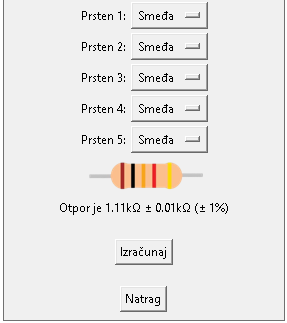 Prsten 1: Smeđa
Prsten 2: Smeđa
Prsten 3: Smeđa
Prsten 4: Smeđa
Prsten 5: Smeđa
Otpor je 1.11kΩ ± 0.01kΩ (± 1%)
Izračunaj
Natrag